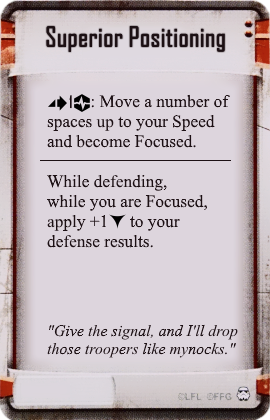 Superior Positioning
: Move a number of
spaces up to your Speed
and become Focused.
While defending,
while you are Focused,
apply +1 to your
defense results.
"Give the signal, and I'll drop
those troopers like mynocks."
©LFL ©FFG